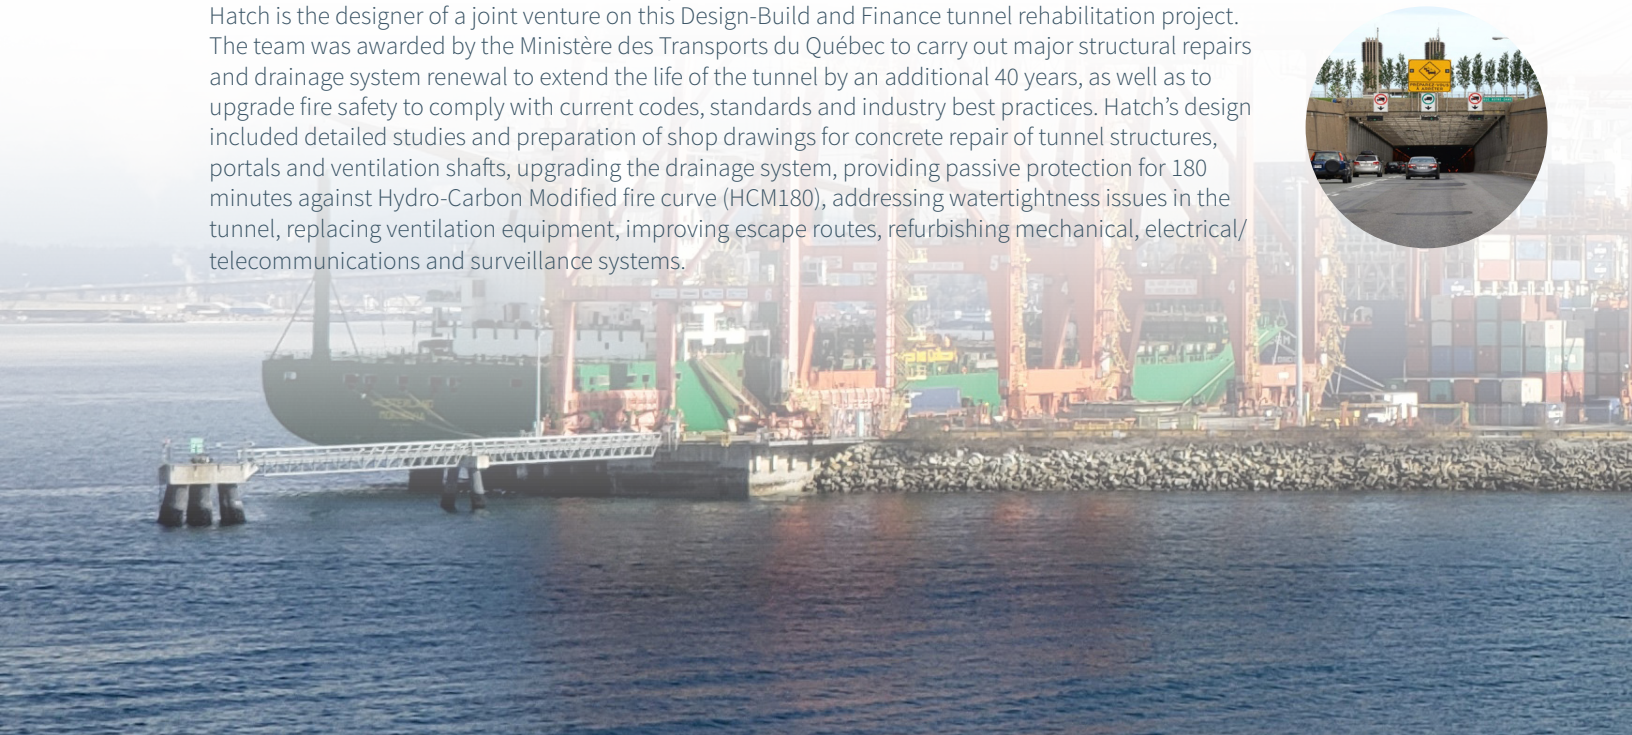 Hatch is the designer of a joint venture on this Design-Build and Finance tunnel rehabilitation project.
The team was awarded by the Ministère des Transports du Québec to carry out major structural repairs
and drainage system renewal to extend the life of the tunnel by an additional 40 years, as well as to
upgrade fire safety to comply with current codes, standards and industry best practices. Hatch’s design
included detailed studies and preparation of shop drawings for concrete repair of tunnel structures,
portals and ventilation shafts, upgrading the drainage system, providing passive protection for 180
minutes against Hydro-Carbon Modified fire curve (HCM180), addressing watertightness issues in the
tunnel, replacing ventilation equipment, improving escape routes, refurbishing mechanical, electrical/
telecommunications and surveillance systems.